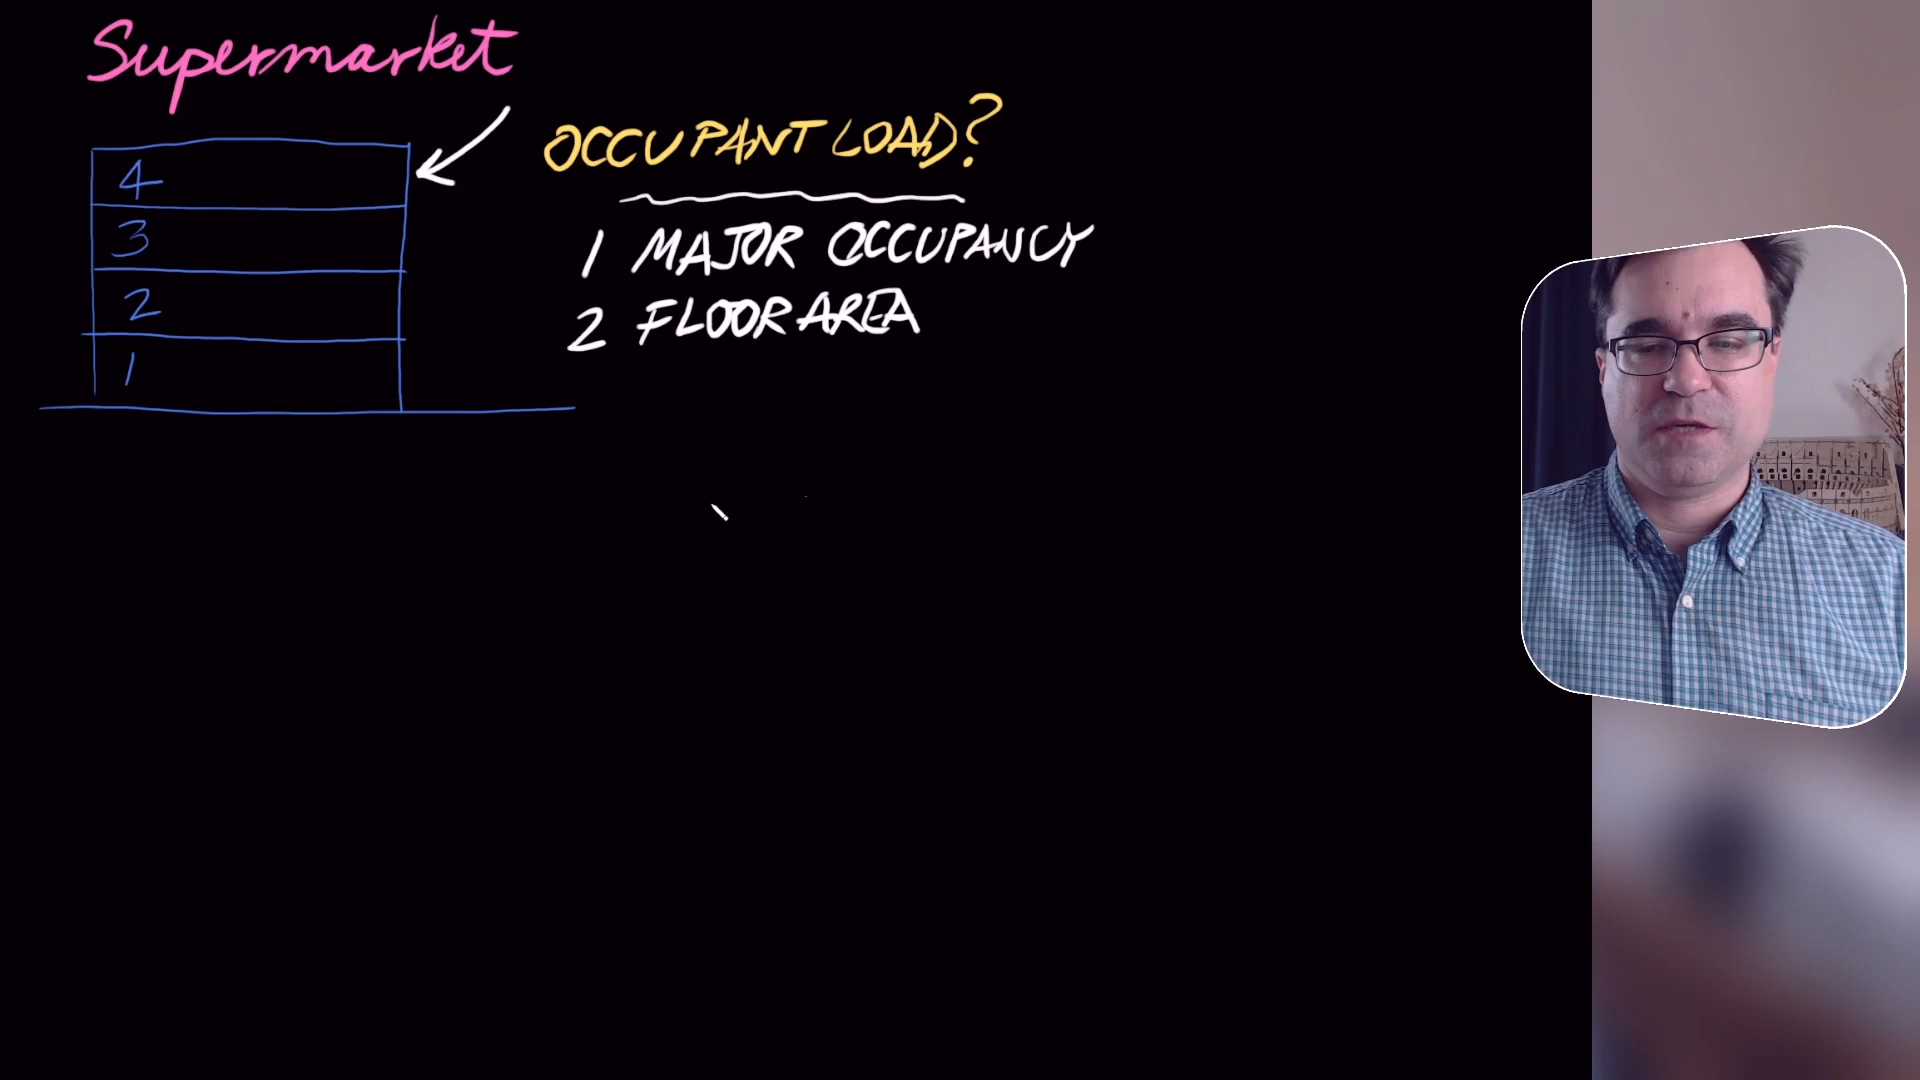 Supermarket
OCCUPANT LOAD?
4
3
2
1
1 MAJOR OCCUPANCY
2 FLOOR AREA